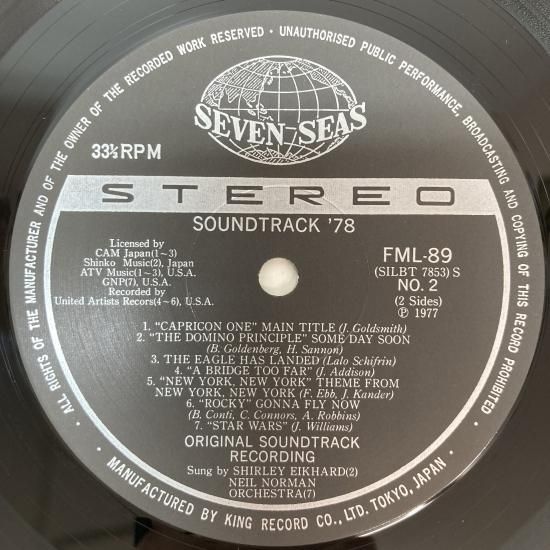 ALL RIGHTS OF THE MANUFACTURER AND OF THE OWNER OF THE RECORDED WORK RESERVED · UNAUTHORISED PUBLIC PERFORMANCE, BROADCASTING AND COPYING OF THIS RECORD PROHIBITED
SEVEN SEAS
33⅓RPM
STEREO
SOUNDTRACK '78
Licensed by
CAM Japan(1~3)
Shinko Music(2), Japan
ATV Music(1~3), U.S.A.
GNP(7), U.S.A.
Recorded by
United Artists Recors(4~6), U.S.A.
FML-89
(SILBT 7853) S
NO. 2
(2 Sides)
Ⓟ 1977
1. "CAPRICON ONE" MAIN TITLE (J. Goldsmith)
2. "THE DOMINO PRINCIPLE" SOME DAY SOON
(B. Goldenberg, H. Sannon)
3. THE EAGLE HAS LANDED (Lalo Schifrin)
4. "A BRIDGE TOO FAR" (J. Addison)
5. "NEW YORK, NEW YORK" THEME FROM
NEW YORK, NEW YORK (F. Ebb, J. Kander)
6. "ROCKY" GONNA FLY NOW
(B. Conti, C. Connors, A. Robbins)
7. "STAR WARS" (J. Williams)
ORIGINAL SOUNDTRACK
RECORDING
Sung by SHIRLEY EIKHARD(2)
NEIL NORMAN
ORCHESTRA(7)
· MANUFACTURED BY KING RECORD CO., LTD. TOKYO, JAPAN ·